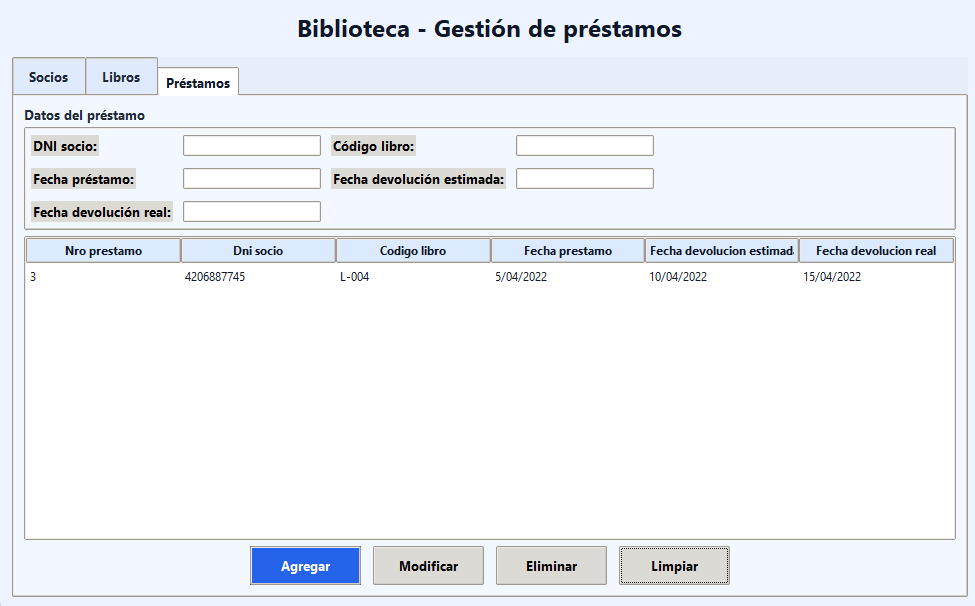 Biblioteca - Gestión de préstamos
Socios Libros Préstamos
Datos del préstamo
DNI socio: Código libro:
Fecha préstamo: Fecha devolución estimada:
Fecha devolución real:
Nro prestamo Dni socio Codigo libro Fecha prestamo Fecha devolucion estimad Fecha devolucion real
3 4206887745 L-004 5/04/2022 10/04/2022 15/04/2022
Agregar Modificar Eliminar Limpiar